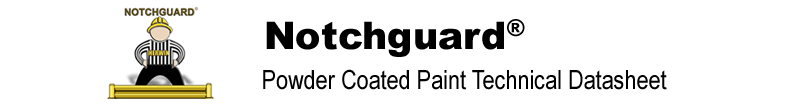 NOTCHGUARD®
Notchguard®
Powder Coated Paint Technical Datasheet